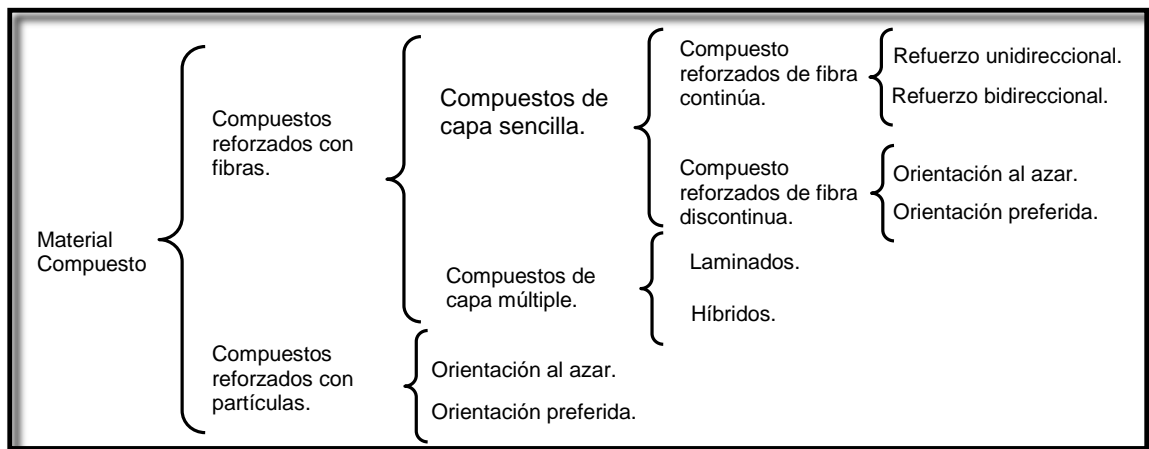 Material
Compuesto
Compuestos
reforzados con
fibras.
Compuestos de
capa sencilla.
Compuesto
reforzados de fibra
continúa.
Refuerzo unidireccional.
Refuerzo bidireccional.
Compuesto
reforzados de fibra
discontinua.
Orientación al azar.
Orientación preferida.
Compuestos de
capa múltiple.
Laminados.
Híbridos.
Compuestos
reforzados con
partículas.
Orientación al azar.
Orientación preferida.